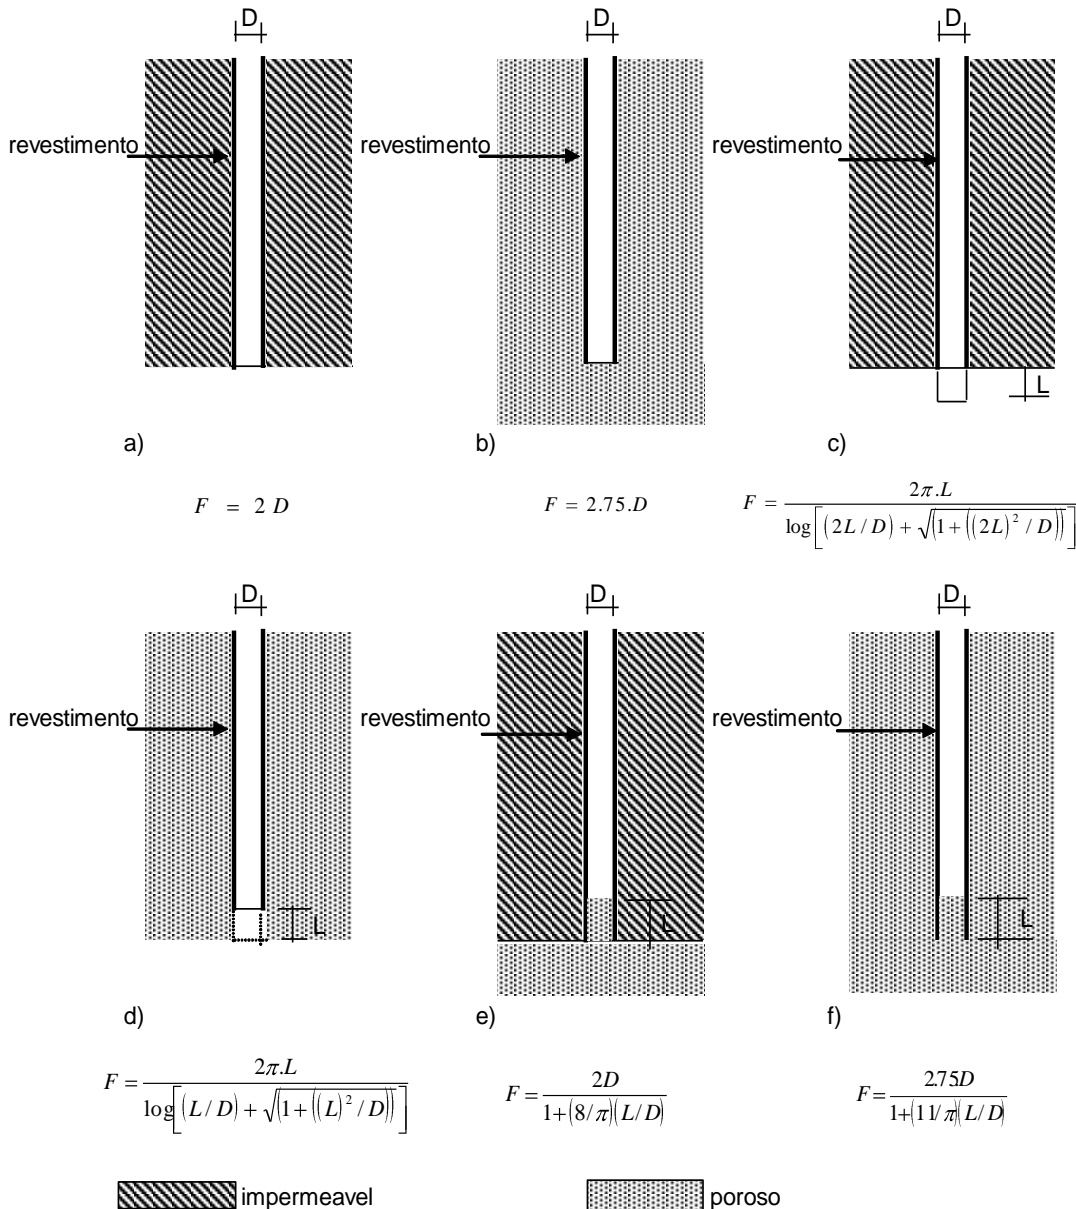 D D D
revestimento revestimento revestimento
L
a) b) c)
F = 2 D
F = 2.75.D
F = 2π.L / log[(2L/D) + √(1+((2L)²/D))]
D D D
revestimento revestimento revestimento
L L L
d) e) f)
F = 2π.L / log[(L/D) + √(1+((L)²/D))]
F = 2D / 1+(8/π)(L/D)
F = 2.75D / 1+(11/π)(L/D)
impermeavel poroso